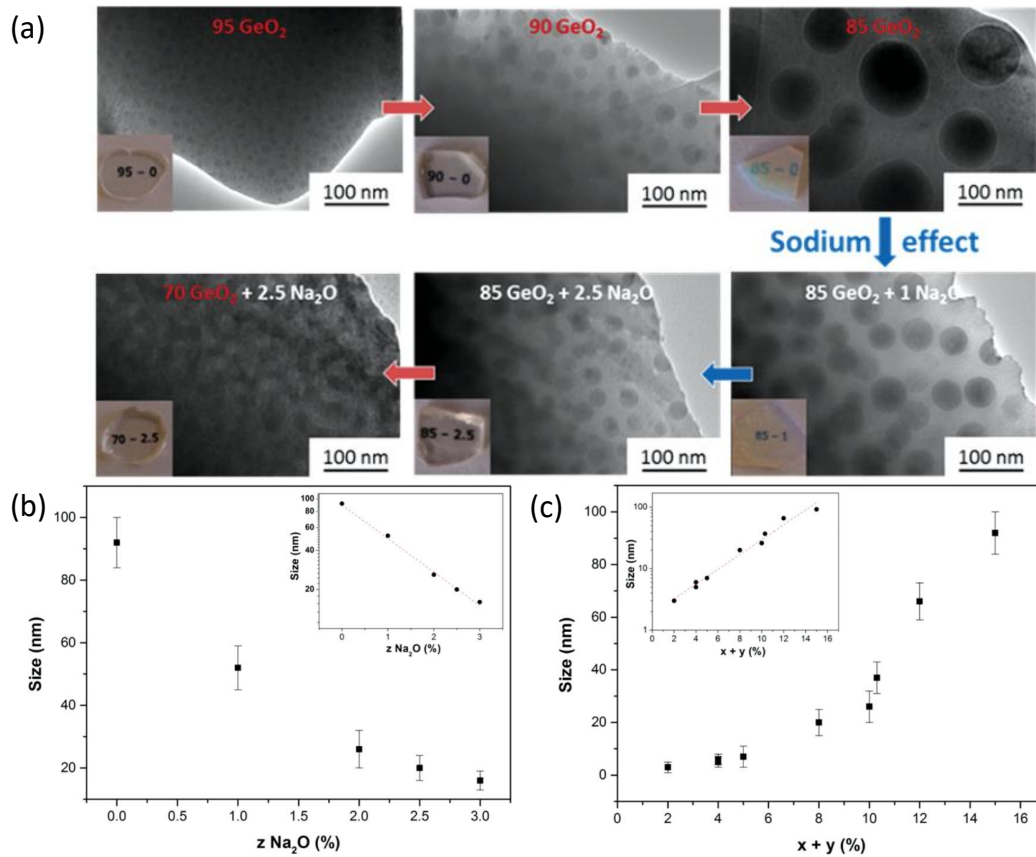 (a)
95 GeO₂
90 GeO₂
85 GeO₂
95 – 0
100 nm
90 – 0
100 nm
85 – 0
100 nm
Sodium effect
70 GeO₂ + 2.5 Na₂O
85 GeO₂ + 2.5 Na₂O
85 GeO₂ + 1 Na₂O
70 – 2.5
100 nm
85 – 2.5
100 nm
85 – 1
100 nm
(b)
Size (nm)
100
80
60
40
20
0.0 0.5 1.0 1.5 2.0 2.5 3.0
z Na₂O (%)
Size (nm)
100
80
60
40
20
0 1 2 3
z Na₂O (%)
(c)
Size (nm)
100
80
60
40
20
0
0 2 4 6 8 10 12 14 16
x + y (%)
Size (nm)
100
10
1
0 2 4 6 8 10 12 14 16
x + y (%)